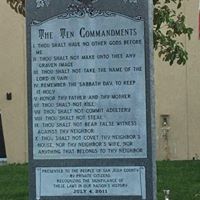 The Ten Commandments
I. Thou shalt have no other gods before
me.
II. Thou shalt not make unto thee any
graven image
III. Thou shalt not take the name of the
Lord in vain
IV. Remember the Sabbath day, to keep
it holy
V. Honor thy father and thy mother
VI. Thou shalt not kill
VII. Thou shalt not commit adultery
VIII. Thou shalt not steal
IX. Thou shalt not bear false witness
against thy neighbor
X. Thou shalt not covet thy neighbor's
house, nor thy neighbor's wife, nor
anything that belongs to thy neighbor
Presented to the people of San Juan County
by private citizens
recognizing the significance of
these laws in our nation's history
July 4, 2011